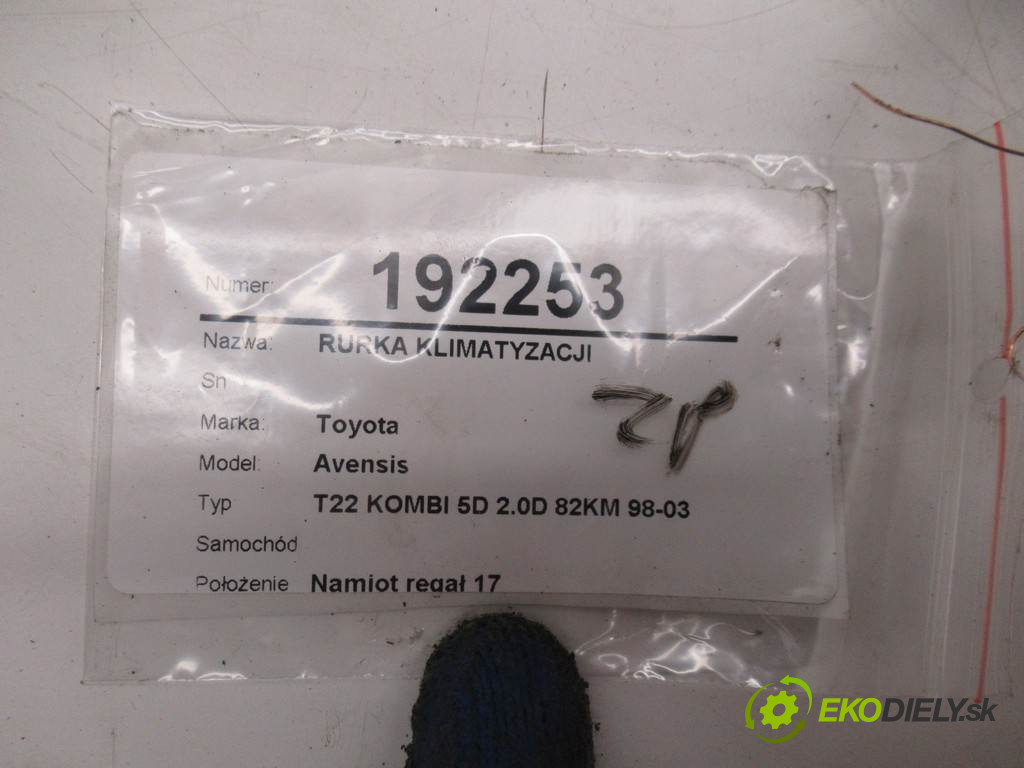 Numer: 192253
Nazwa: RURKA KLIMATYZACJI
Sn
Marka: Toyota
Model: Avensis
Typ T22 KOMBI 5D 2.0D 82KM 98-03
Samochód
Położenie Namiot regał 17
EKODIELY.sk